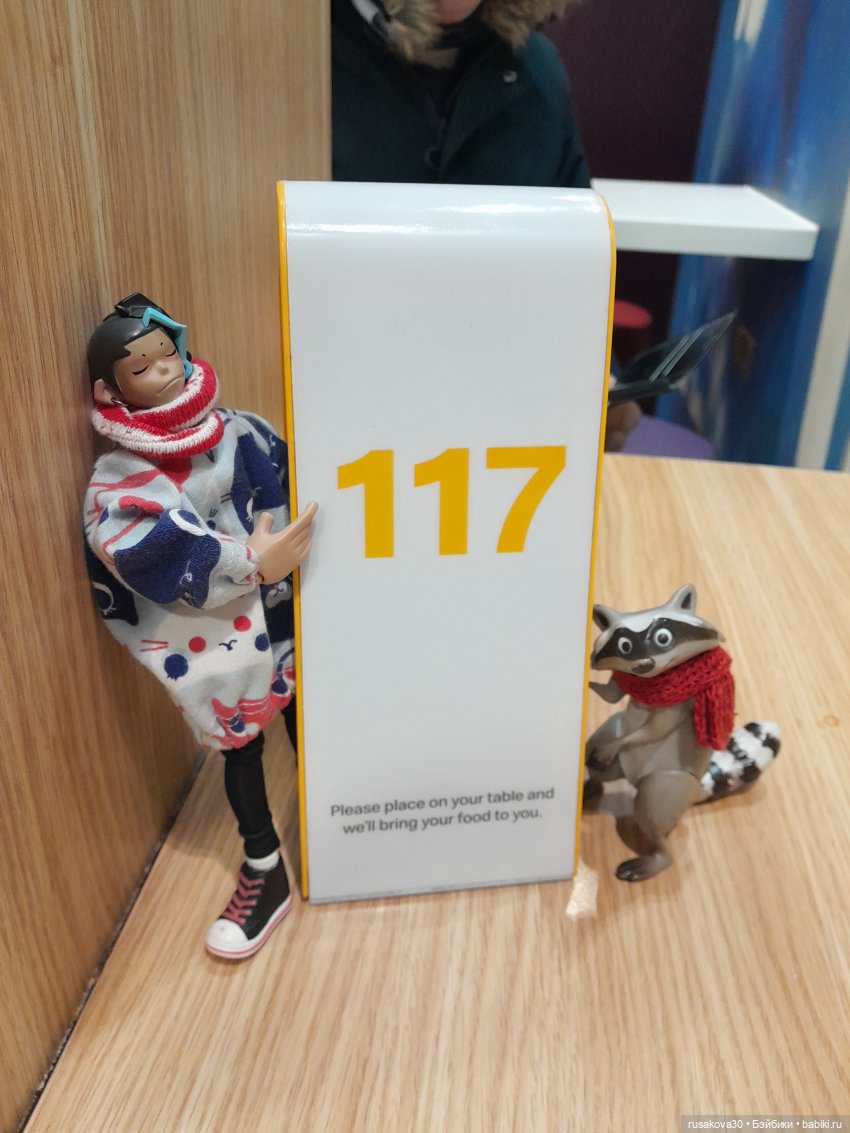 117
Please place on your table and
we'll bring your food to you.
rusakova30 • Бэйбики • babiki.ru